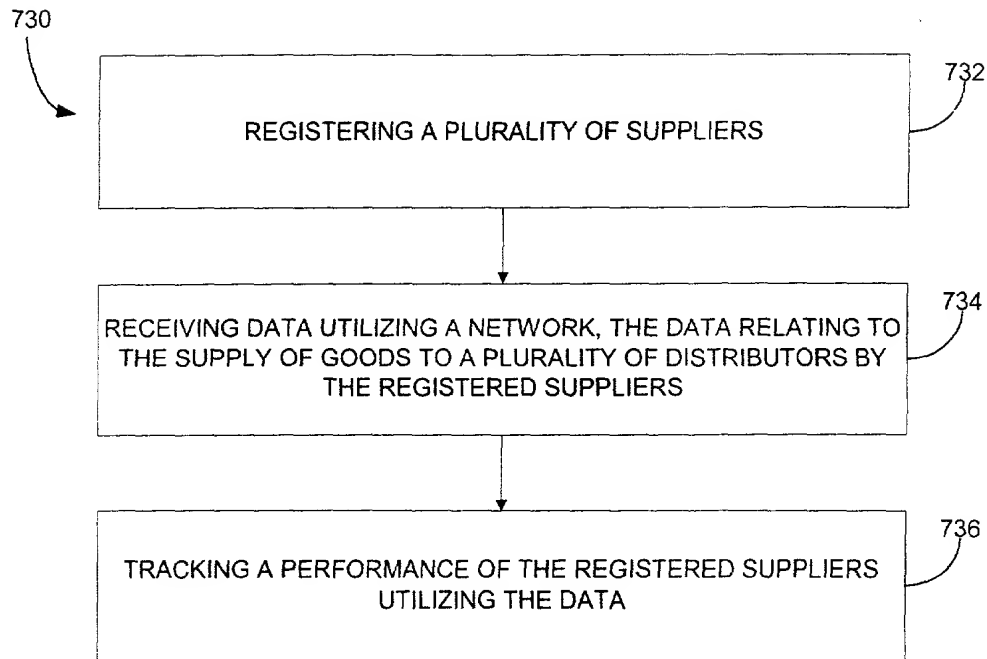 730
732
REGISTERING A PLURALITY OF SUPPLIERS
734
RECEIVING DATA UTILIZING A NETWORK, THE DATA RELATING TO
THE SUPPLY OF GOODS TO A PLURALITY OF DISTRIBUTORS BY
THE REGISTERED SUPPLIERS
736
TRACKING A PERFORMANCE OF THE REGISTERED SUPPLIERS
UTILIZING THE DATA